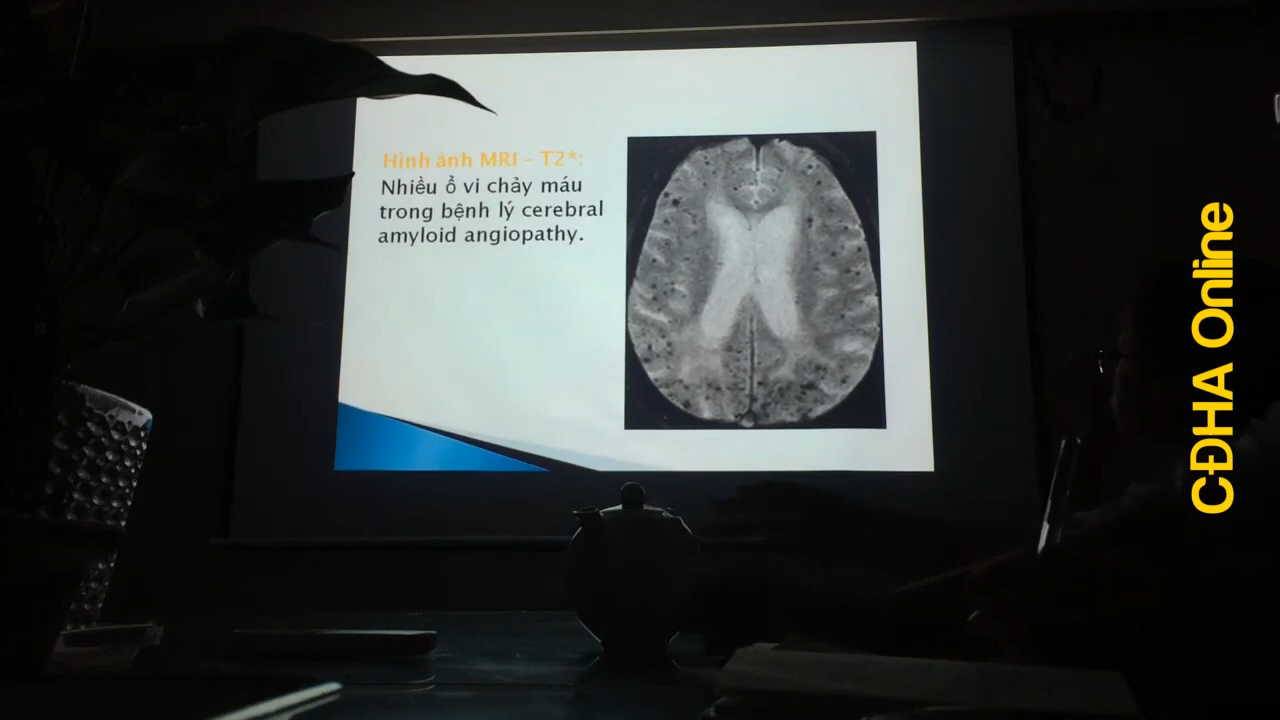 Hình ảnh MRI – T2*:
Nhiều ổ vi chảy máu
trong bệnh lý cerebral
amyloid angiopathy.
CĐHA Online